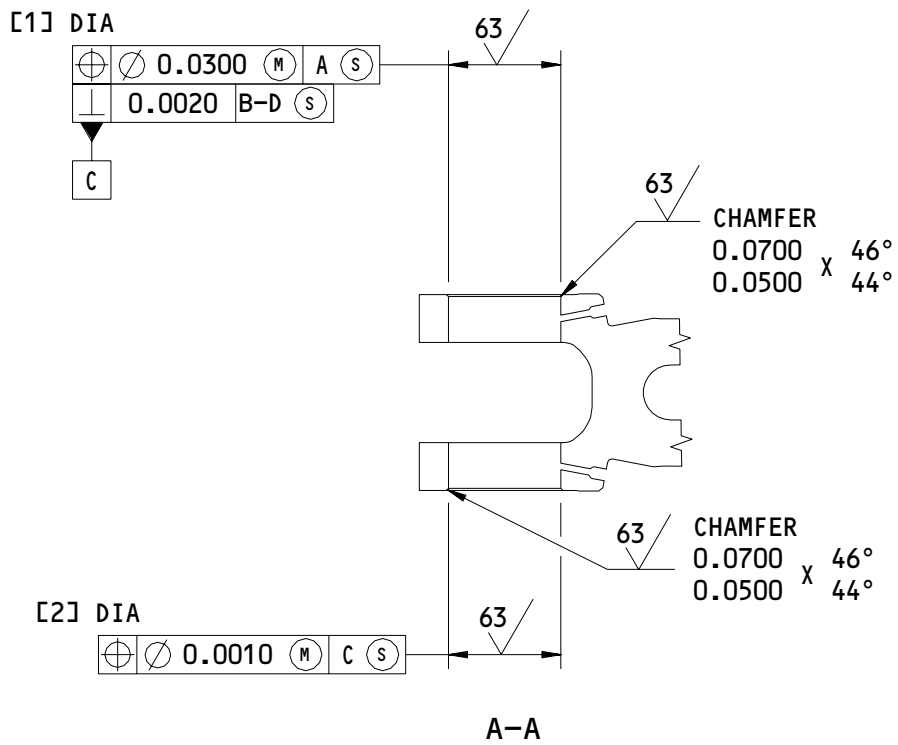 [1] DIA
⌖ ⌀ 0.0300 Ⓜ A Ⓢ
⟂ 0.0020 B-D Ⓢ
C
63
63
CHAMFER
0.0700 X 46°
0.0500 44°
63
CHAMFER
0.0700 X 46°
0.0500 44°
[2] DIA
63
⌖ ⌀ 0.0010 Ⓜ C Ⓢ
A-A